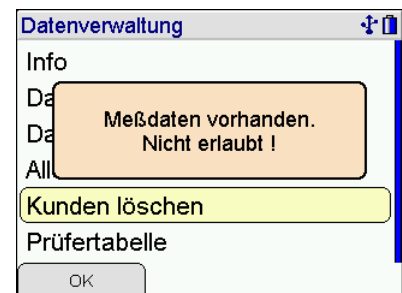 Datenverwaltung
Info
Da
Meßdaten vorhanden.
Da
Nicht erlaubt !
All
Kunden löschen
Prüfertabelle
OK